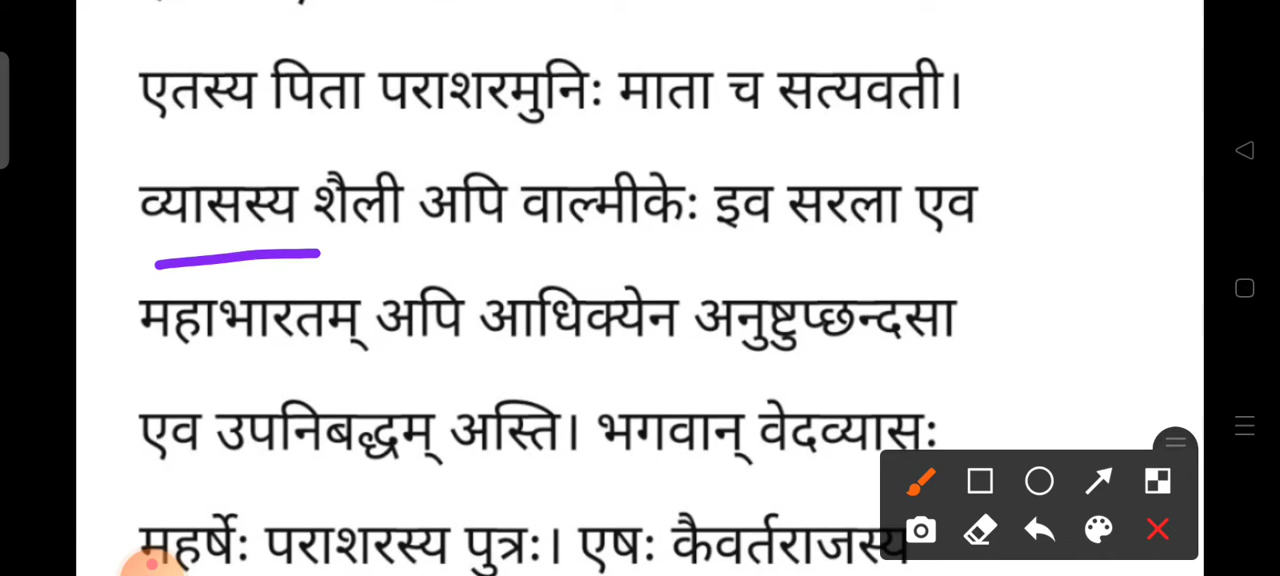 एतस्य पिता पराशरमुनिः माता च सत्यवती।
व्यासस्य शैली अपि वाल्मीकेः इव सरला एव
महाभारतम् अपि आधिक्येन अनुष्टुप्छन्दसा
एव उपनिबद्धम् अस्ति। भगवान् वेदव्यासः
महर्षेः पराशरस्य पुत्रः। एषः कैवर्तराजस्य